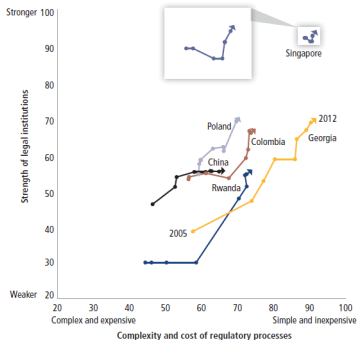 Stronger 100
90
80
70
60
50
40
30
Weaker 20
Strength of legal institutions
Singapore
Poland
2012
Georgia
Colombia
China
Rwanda
2005
20 30 40 50 60 70 80 90 100
Complex and expensive Simple and inexpensive
Complexity and cost of regulatory processes